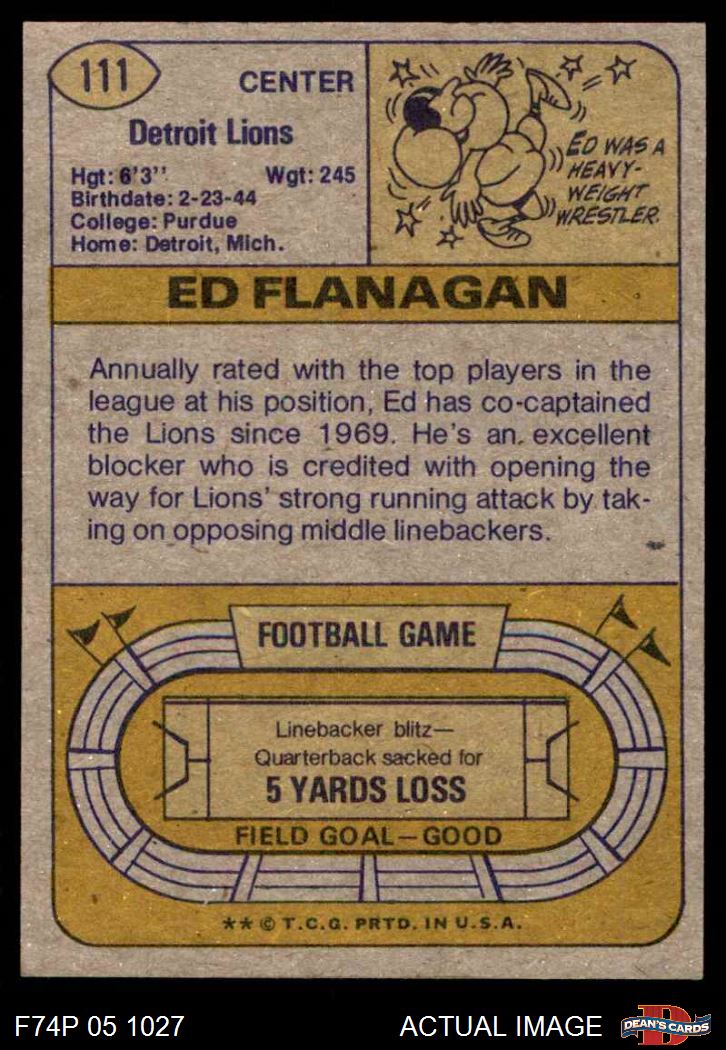 111
CENTER
Detroit Lions
Hgt: 6'3'' Wgt: 245
Birthdate: 2-23-44
College: Purdue
Home: Detroit, Mich.
ED WAS A
HEAVY-
WEIGHT
WRESTLER.
ED FLANAGAN
Annually rated with the top players in the
league at his position, Ed has co-captained
the Lions since 1969. He's an excellent
blocker who is credited with opening the
way for Lions' strong running attack by tak-
ing on opposing middle linebackers.
FOOTBALL GAME
Linebacker blitz—
Quarterback sacked for
5 YARDS LOSS
FIELD GOAL—GOOD
** © T.C.G. PRTD. IN U.S.A.
F74P 05 1027 ACTUAL IMAGE
DEAN'S CARDS